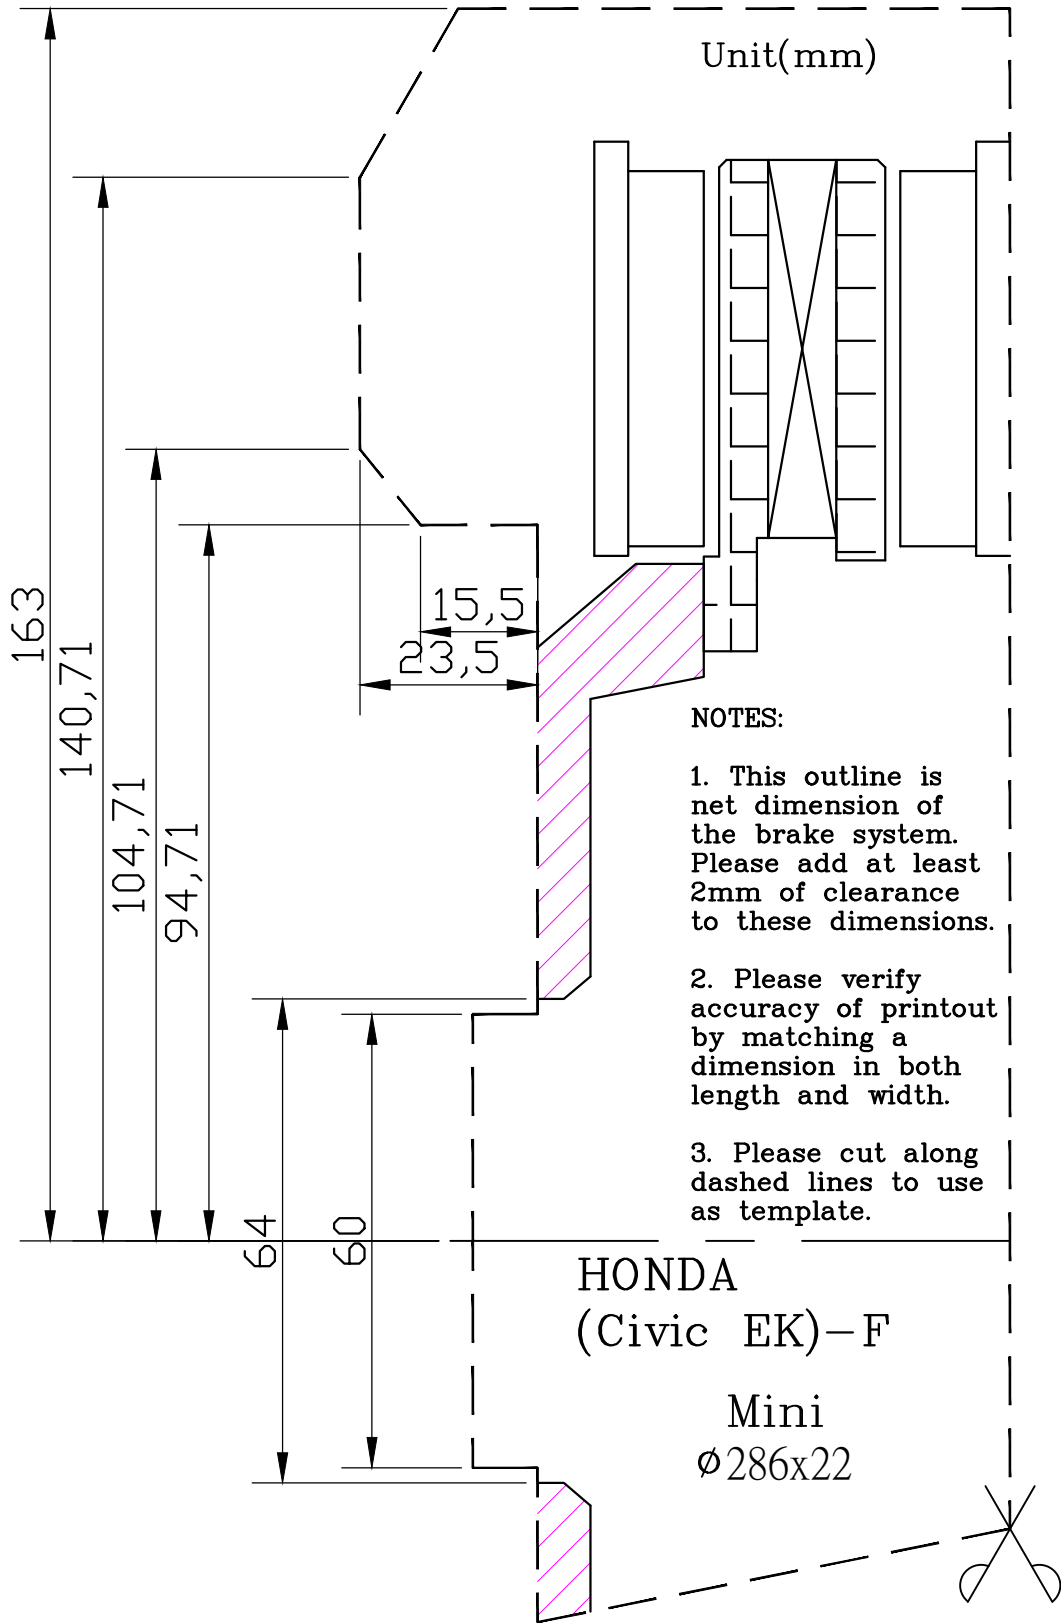 Unit(mm)
163
140,71
104,71
94,71
15,5
23,5
NOTES:
1. This outline is
net dimension of
the brake system.
Please add at least
2mm of clearance
to these dimensions.
2. Please verify
accuracy of printout
by matching a
dimension in both
length and width.
3. Please cut along
dashed lines to use
as template.
64
60
HONDA
(Civic EK)-F
Mini
ø286x22